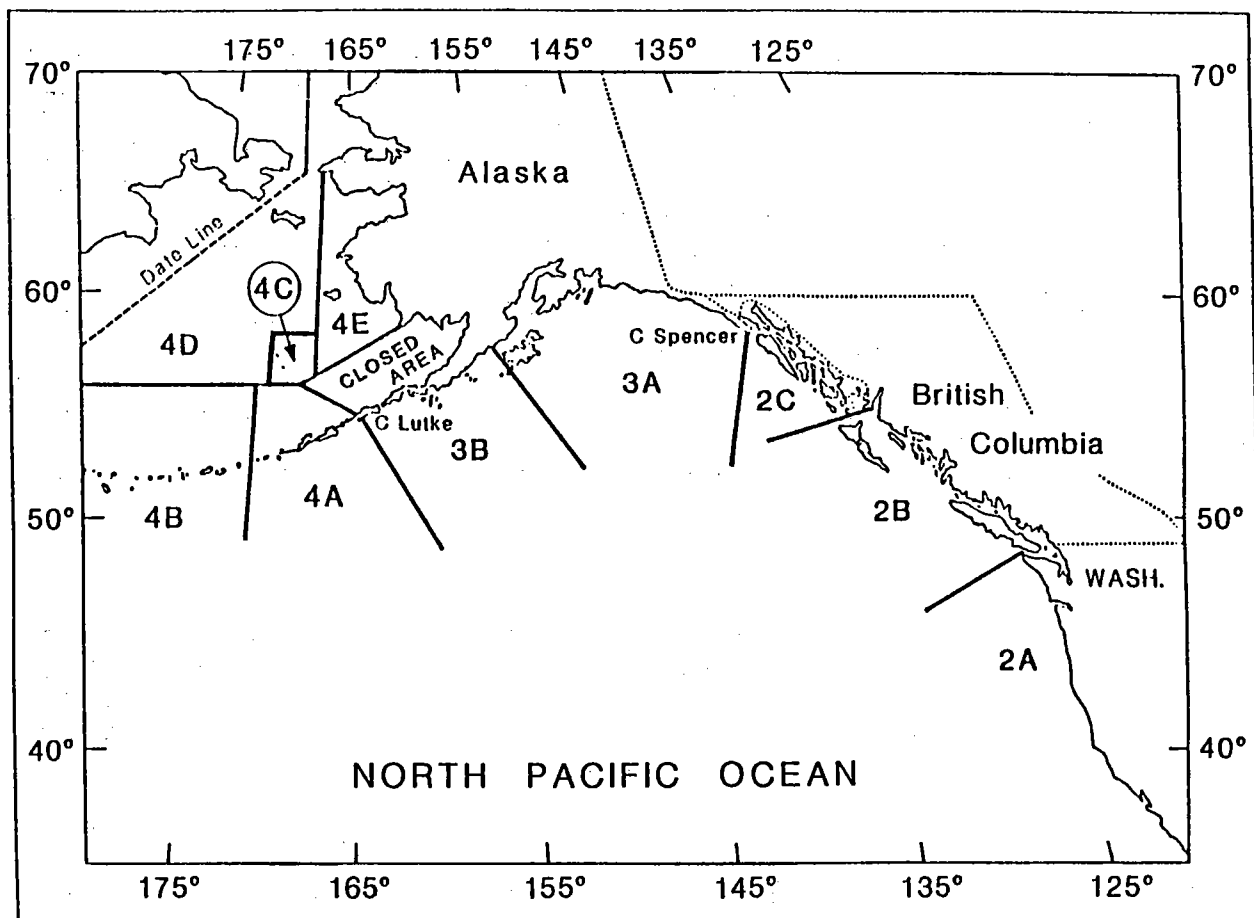 175° 165° 155° 145° 135° 125°
70° 70°
Alaska
Date Line
60° 60°
4C
4D 4E
C Spencer
CLOSED
AREA
3A
2C British
C Lutke
3B
Columbia
4A
4B 2B
50° 50°
WASH.
2A
40° 40°
NORTH PACIFIC OCEAN
175° 165° 155° 145° 135° 125°